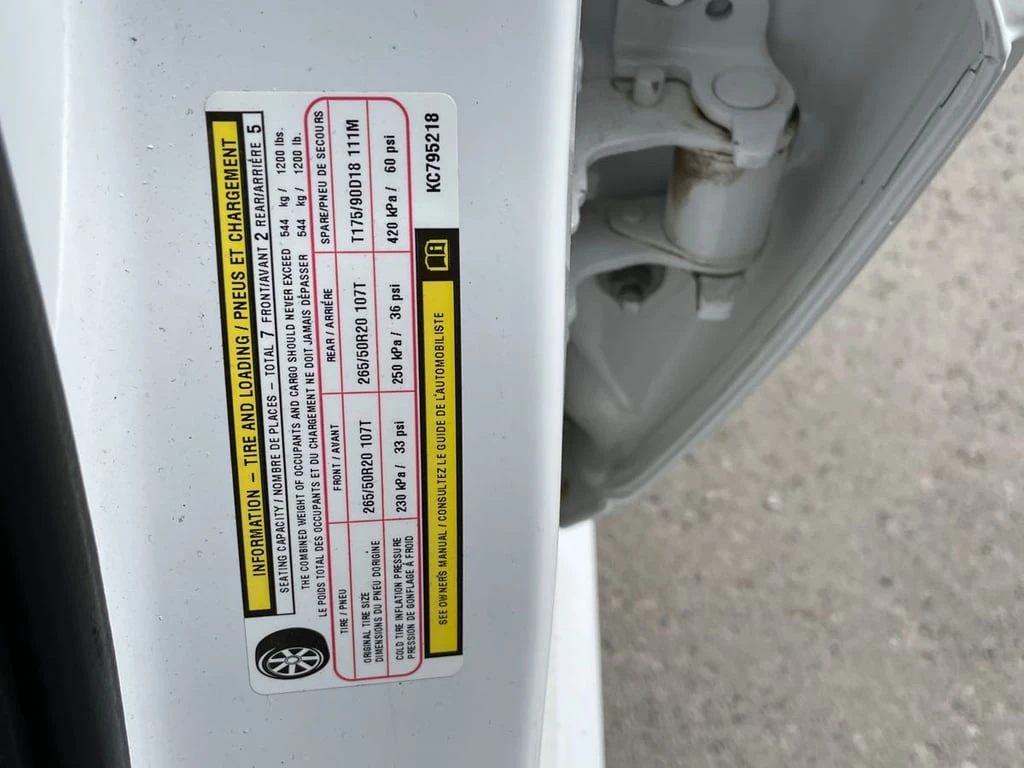 INFORMATION – TIRE AND LOADING / PNEUS ET CHARGEMENT
SEATING CAPACITY / NOMBRE DE PLACES – TOTAL 7 FRONT/AVANT 2 REAR/ARRIÉRE 5
THE COMBINED WEIGHT OF OCCUPANTS AND CARGO SHOULD NEVER EXCEED 544 kg / 1200 lbs.
LE POIDS TOTAL DES OCCUPANTS ET DU CHARGEMENT NE DOIT JAMAIS DÉPASSER 544 kg / 1200 lb.
TIRE / PNEU FRONT / AVANT REAR / ARRIÉRE SPARE/PNEU DE SECOURS
ORIGINAL TIRE SIZE
DIMENSIONS DU PNEU DORIGINE 265/50R20 107T 265/50R20 107T T175/90D18 111M
COLD TIRE INFLATION PRESSURE
PRESSION DE GONFLAGE Á FROID 230 kPa / 33 psi 250 kPa / 36 psi 420 kPa / 60 psi
SEE OWNERS MANUAL / CONSULTEZ LE GUIDE DE L'AUTOMOBILISTE
KC795218